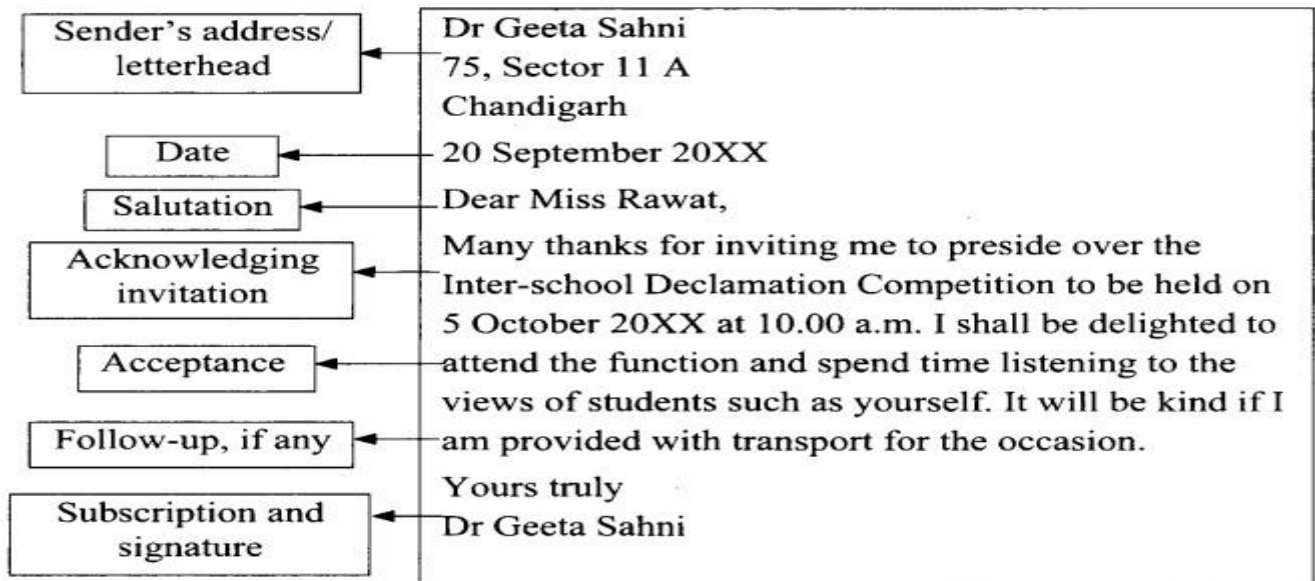 Sender's address/
letterhead
Dr Geeta Sahni
75, Sector 11 A
Chandigarh
Date
20 September 20XX
Salutation
Dear Miss Rawat,
Acknowledging
invitation
Many thanks for inviting me to preside over the
Inter-school Declamation Competition to be held on
5 October 20XX at 10.00 a.m. I shall be delighted to
Acceptance
attend the function and spend time listening to the
views of students such as yourself. It will be kind if I
Follow-up, if any
am provided with transport for the occasion.
Subscription and
signature
Yours truly
Dr Geeta Sahni